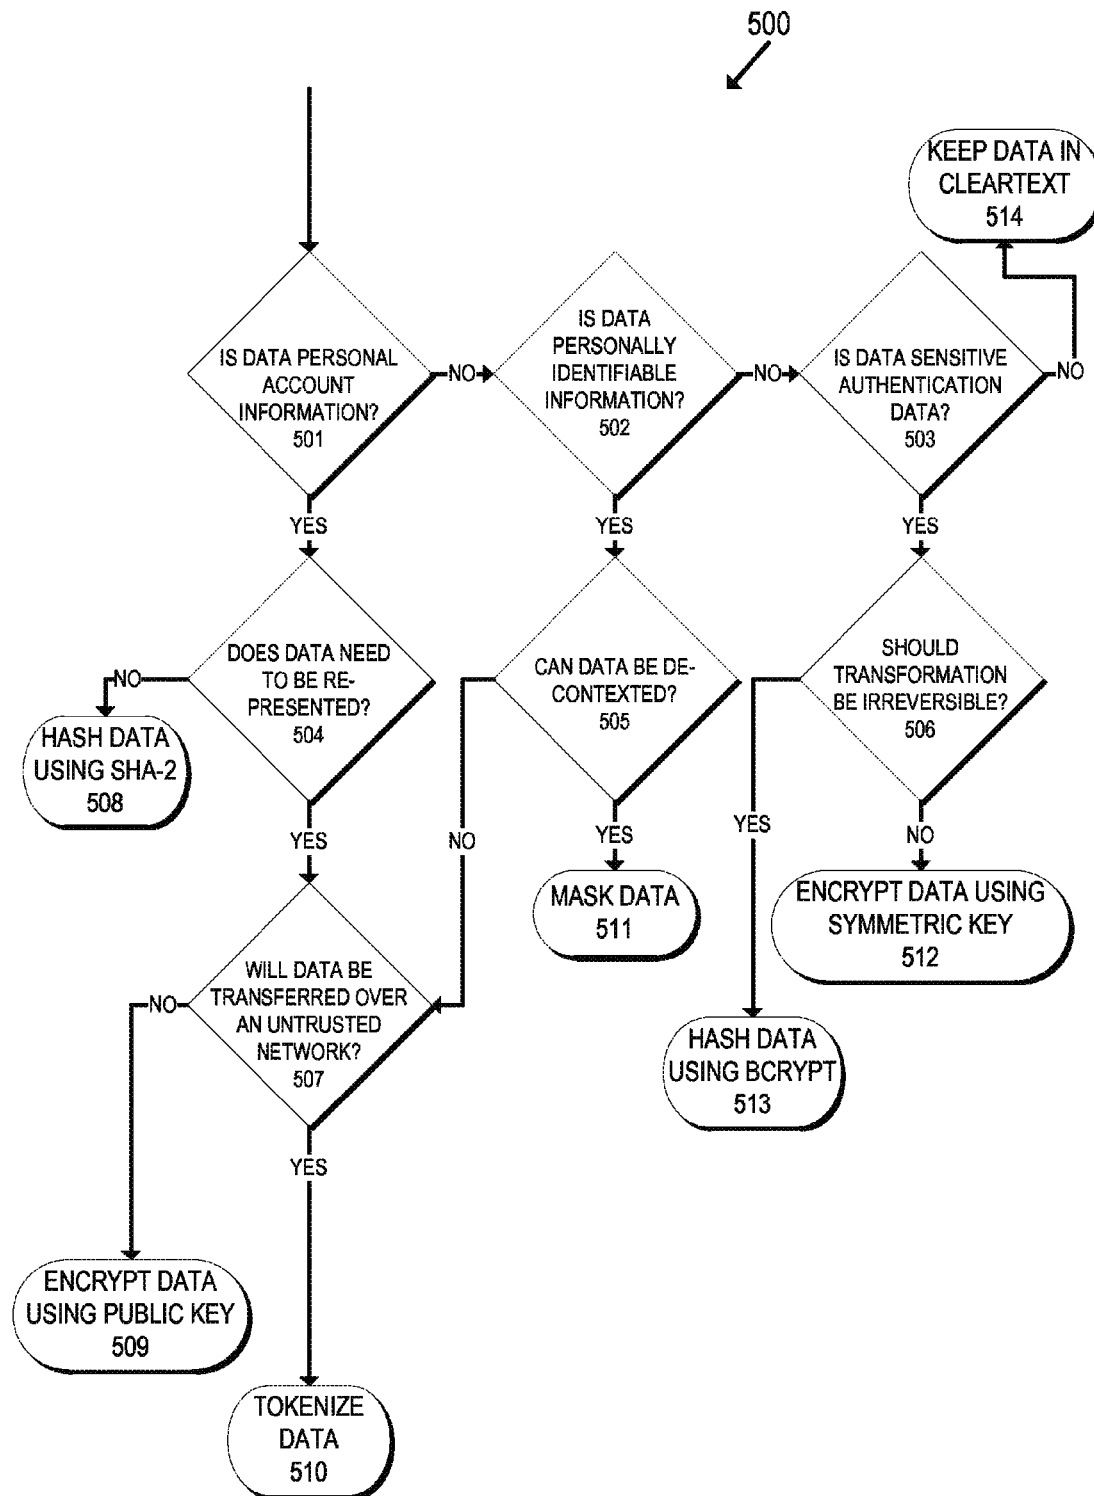 500
KEEP DATA IN
CLEARTEXT
514
IS DATA PERSONAL
ACCOUNT
INFORMATION?
501
NO
IS DATA
PERSONALLY
IDENTIFIABLE
INFORMATION?
502
NO
IS DATA SENSITIVE
AUTHENTICATION
DATA?
503
NO
YES
YES
YES
DOES DATA NEED
TO BE RE-
PRESENTED?
504
NO
HASH DATA
USING SHA-2
508
CAN DATA BE DE-
CONTEXTED?
505
SHOULD
TRANSFORMATION
BE IRREVERSIBLE?
506
YES
NO
YES
YES
NO
MASK DATA
511
ENCRYPT DATA USING
SYMMETRIC KEY
512
WILL DATA BE
TRANSFERRED OVER
AN UNTRUSTED
NETWORK?
507
NO
HASH DATA
USING BCRYPT
513
YES
ENCRYPT DATA
USING PUBLIC KEY
509
TOKENIZE
DATA
510